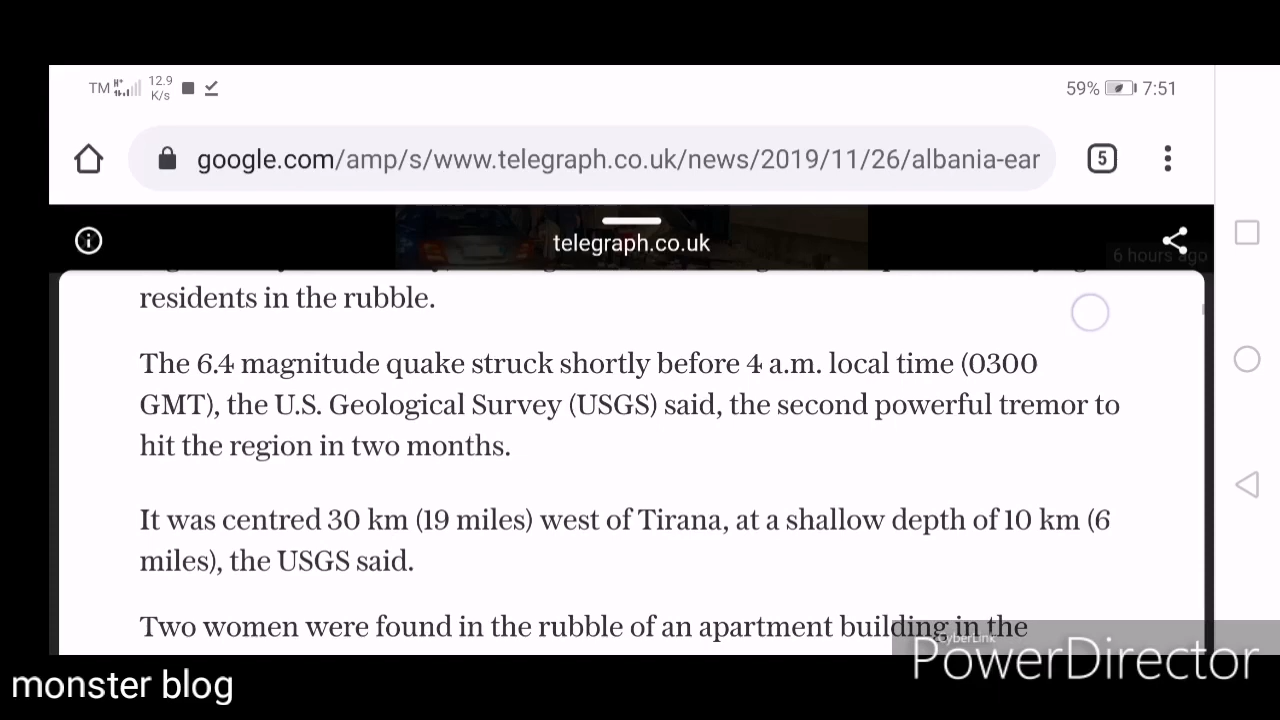 TM H+ 12.9 K/s 59% 7:51
google.com/amp/s/www.telegraph.co.uk/news/2019/11/26/albania-ear 5
telegraph.co.uk
6 hours ago
residents in the rubble.
The 6.4 magnitude quake struck shortly before 4 a.m. local time (0300
GMT), the U.S. Geological Survey (USGS) said, the second powerful tremor to
hit the region in two months.
It was centred 30 km (19 miles) west of Tirana, at a shallow depth of 10 km (6
miles), the USGS said.
Two women were found in the rubble of an apartment building in the
CyberLink
PowerDirector
monster blog